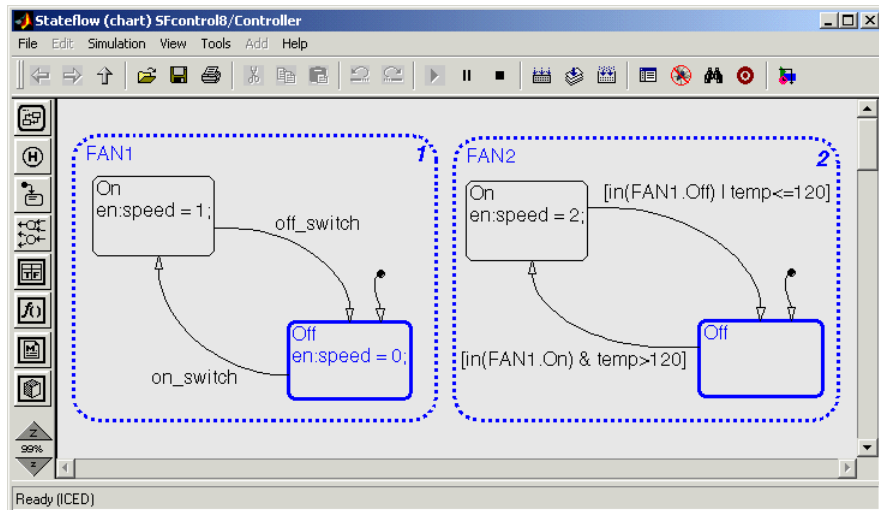 Stateflow (chart) SFcontrol8/Controller
File Edit Simulation View Tools Add Help
FAN1
1
On
en:speed = 1;
off_switch
Off
en:speed = 0;
on_switch
FAN2
2
On
en:speed = 2;
[in(FAN1.Off) | temp<=120]
Off
[in(FAN1.On) & temp>120]
H
TF
f()
M
Z
99%
z
Ready (ICED)